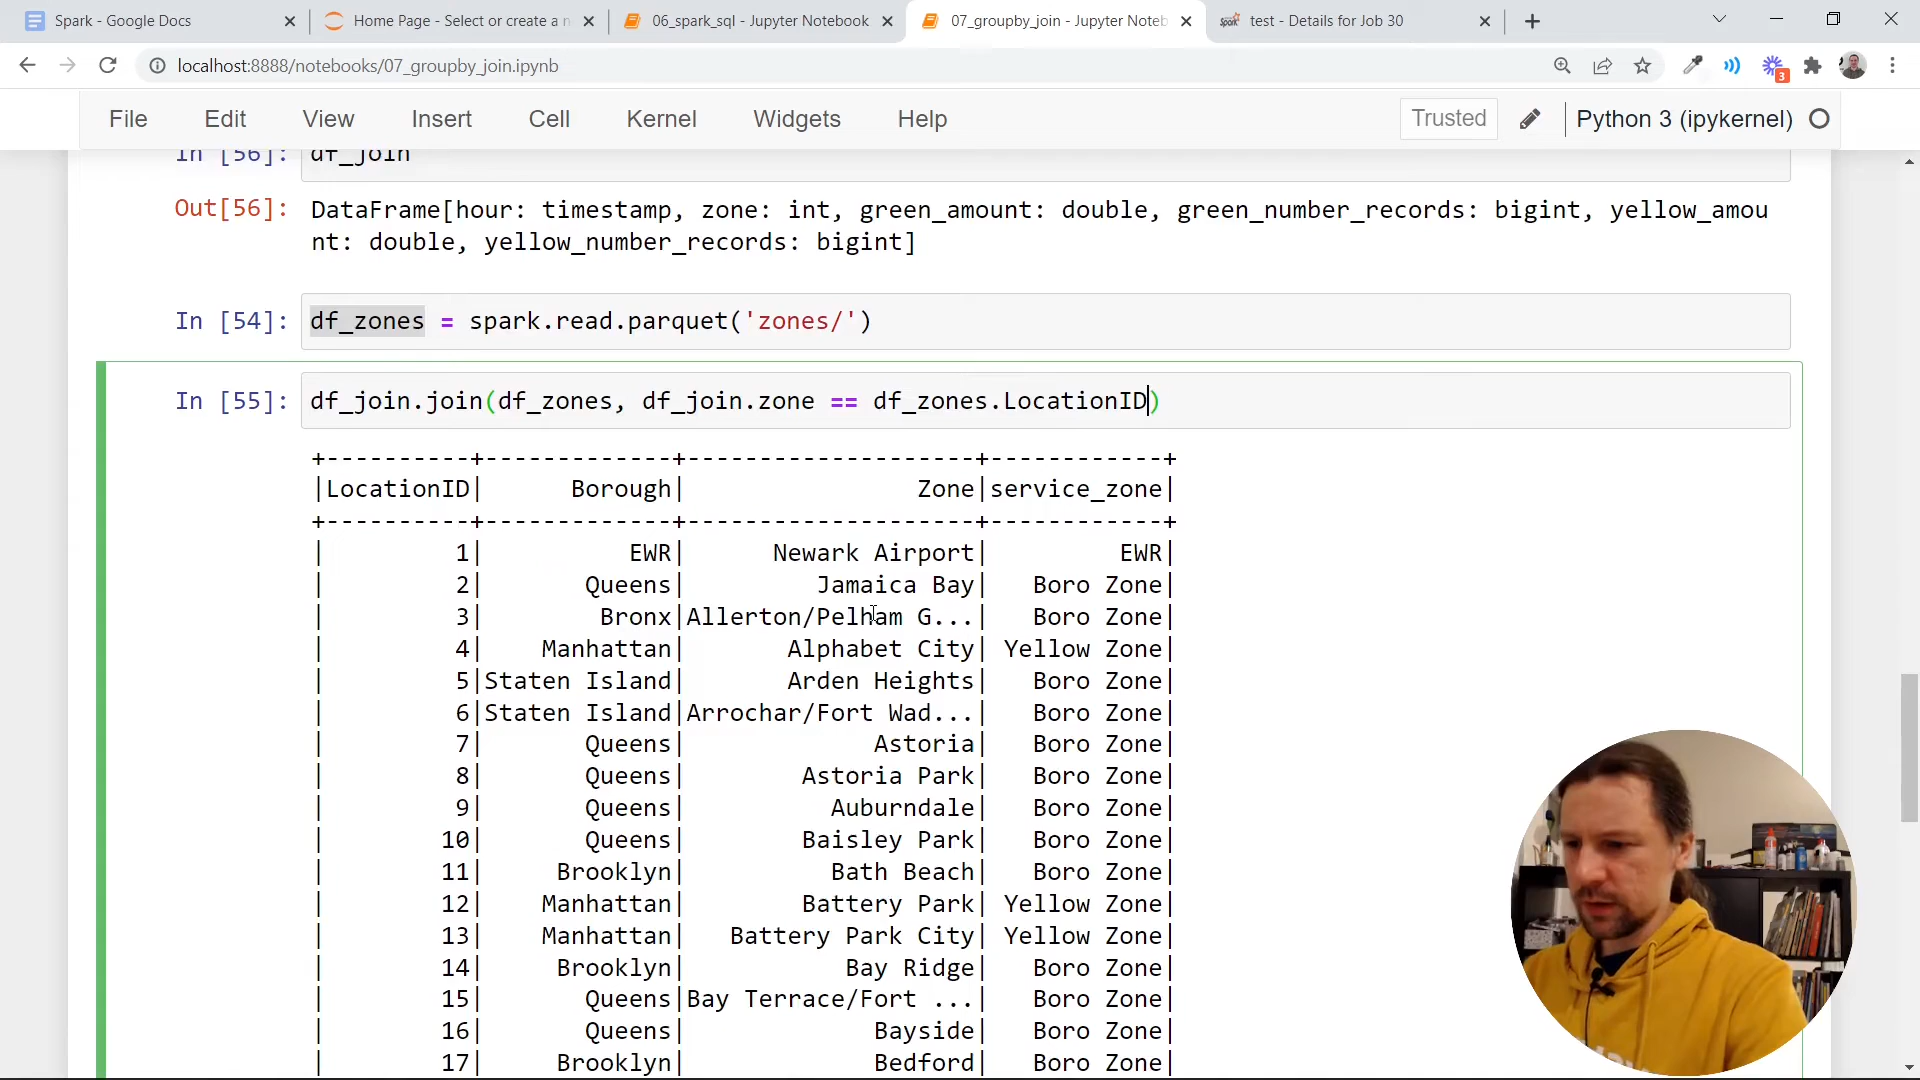 Spark - Google Docs
Home Page - Select or create a n
06_spark_sql - Jupyter Notebook
07_groupby_join - Jupyter Noteb
test - Details for Job 30
localhost:8888/notebooks/07_groupby_join.ipynb
3
File Edit View Insert Cell Kernel Widgets Help Trusted Python 3 (ipykernel)
In [56]: df_join
Out[56]: DataFrame[hour: timestamp, zone: int, green_amount: double, green_number_records: bigint, yellow_amou
nt: double, yellow_number_records: bigint]
In [54]: df_zones = spark.read.parquet('zones/')
In [55]: df_join.join(df_zones, df_join.zone == df_zones.LocationID)
+----------+-------------+--------------------+------------+
|LocationID|      Borough|                Zone|service_zone|
+----------+-------------+--------------------+------------+
|         1|          EWR|      Newark Airport|         EWR|
|         2|       Queens|         Jamaica Bay|   Boro Zone|
|         3|        Bronx|Allerton/Pelham G...|   Boro Zone|
|         4|    Manhattan|       Alphabet City| Yellow Zone|
|         5|Staten Island|       Arden Heights|   Boro Zone|
|         6|Staten Island|Arrochar/Fort Wad...|   Boro Zone|
|         7|       Queens|             Astoria|   Boro Zone|
|         8|       Queens|        Astoria Park|   Boro Zone|
|         9|       Queens|          Auburndale|   Boro Zone|
|        10|       Queens|        Baisley Park|   Boro Zone|
|        11|     Brooklyn|          Bath Beach|   Boro Zone|
|        12|    Manhattan|        Battery Park| Yellow Zone|
|        13|    Manhattan|   Battery Park City| Yellow Zone|
|        14|     Brooklyn|           Bay Ridge|   Boro Zone|
|        15|       Queens|Bay Terrace/Fort ...|   Boro Zone|
|        16|       Queens|             Bayside|   Boro Zone|
|        17|     Brooklyn|             Bedford|   Boro Zone|